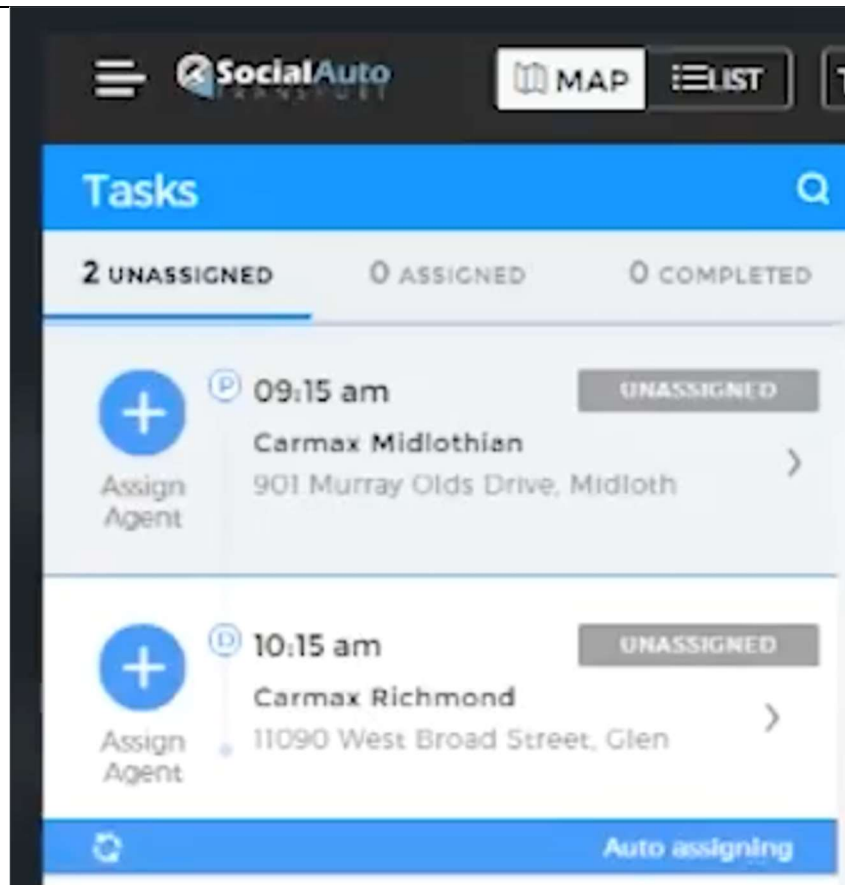 SocialAuto
TRANSPORT
MAP
LIST
T
Tasks
2 UNASSIGNED
0 ASSIGNED
0 COMPLETED
P
09:15 am
UNASSIGNED
Carmax Midlothian
901 Murray Olds Drive, Midloth
Assign
Agent
D
10:15 am
UNASSIGNED
Carmax Richmond
11090 West Broad Street, Glen
Assign
Agent
Auto assigning